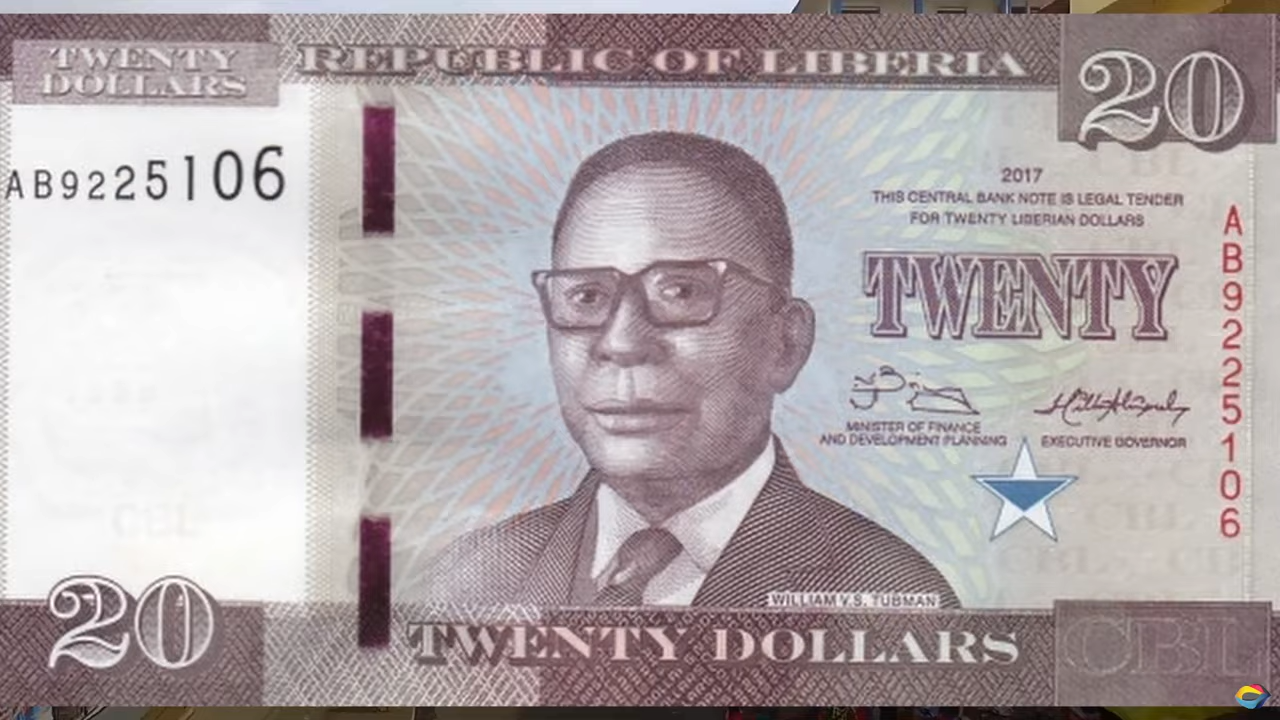 TWENTY
DOLLARS
REPUBLIC OF LIBERIA
20
AB9225106
2017
THIS CENTRAL BANK NOTE IS LEGAL TENDER
FOR TWENTY LIBERIAN DOLLARS
TWENTY
AB9225106
MINISTER OF FINANCE
AND DEVELOPMENT PLANNING
EXECUTIVE GOVERNOR
CBL
WILLIAM V.S. TUBMAN
20
TWENTY DOLLARS
CBL